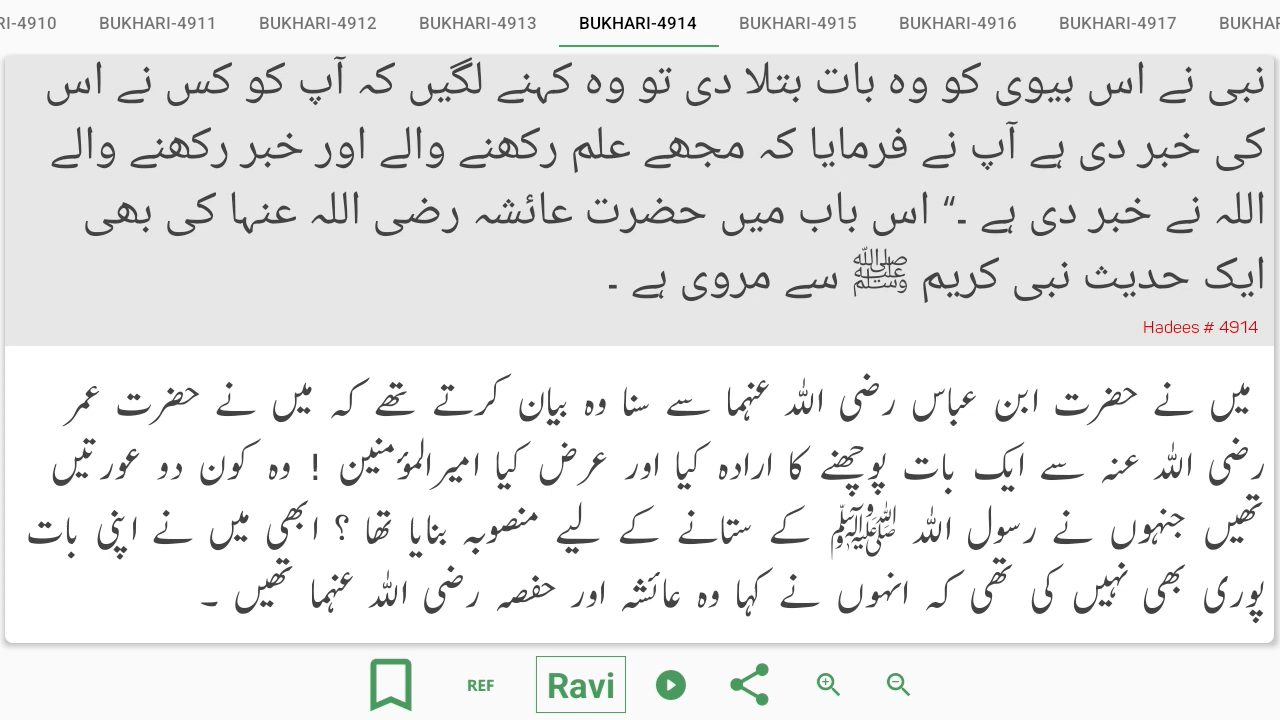 RI-4910 BUKHARI-4911 BUKHARI-4912 BUKHARI-4913 BUKHARI-4914 BUKHARI-4915 BUKHARI-4916 BUKHARI-4917 BUKHAR
نبی نے اس بیوی کو وہ بات بتلا دی تو وہ کہنے لگیں کہ آپ کو کس نے اس
کی خبر دی ہے آپ نے فرمایا کہ مجھے علم رکھنے والے اور خبر رکھنے والے
اللہ نے خبر دی ہے ۔“ اس باب میں حضرت عائشہ رضی اللہ عنہا کی بھی
ایک حدیث نبی کریم ﷺ سے مروی ہے ۔
Hadees # 4914
میں نے حضرت ابن عباس رضی اللہ عنہما سے سنا وہ بیان کرتے تھے کہ میں نے حضرت عمر
رضی اللہ عنہ سے ایک بات پوچھنے کا ارادہ کیا اور عرض کیا امیرالمؤمنین ! وہ کون دو عورتیں
تھیں جنہوں نے رسول اللہ ﷺ کے ستانے کے لیے منصوبہ بنایا تھا ؟ ابھی میں نے اپنی بات
پوری بھی نہیں کی تھی کہ انہوں نے کہا وہ عائشہ اور حفصہ رضی اللہ عنہما تھیں ۔
REF Ravi